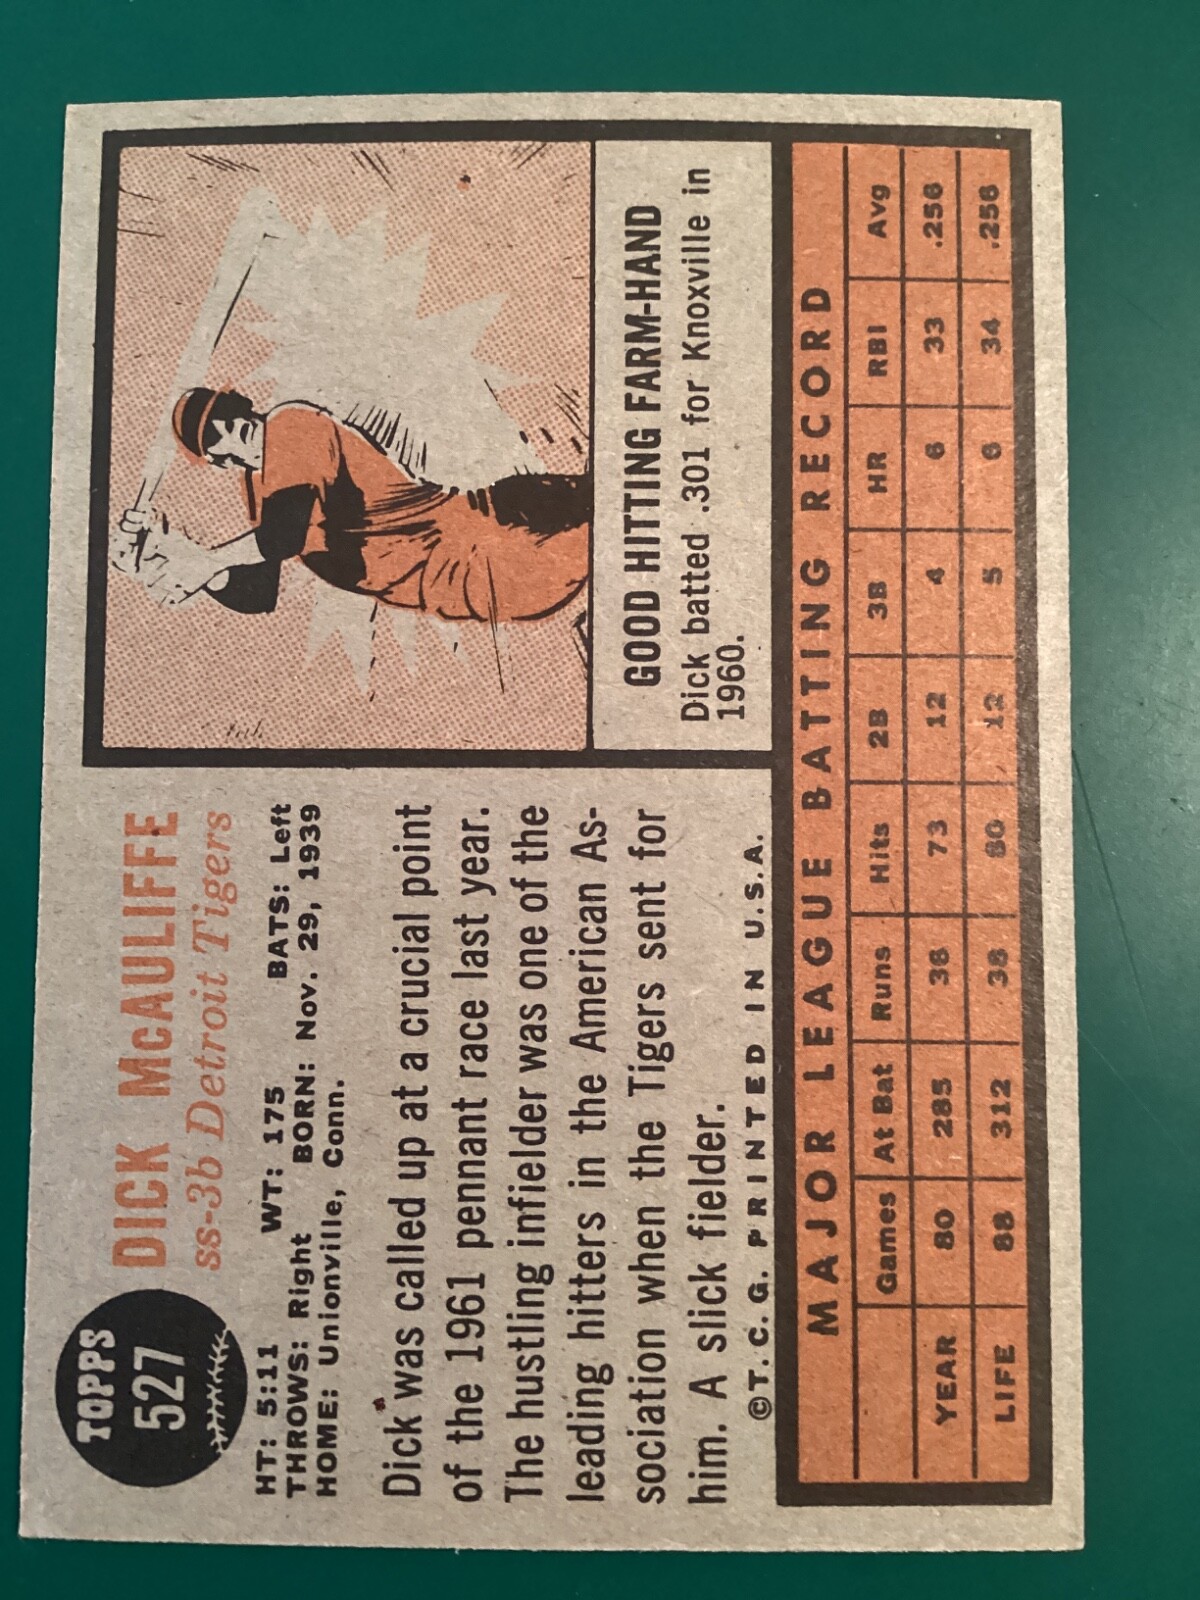 TOPPS
527
DICK McAULIFFE
ss-3b Detroit Tigers
HT: 5:11 WT: 175 BATS: Left
THROWS: Right BORN: Nov. 29, 1939
HOME: Unionville, Conn.
Dick was called up at a crucial point
of the 1961 pennant race last year.
The hustling infielder was one of the
leading hitters in the American As-
sociation when the Tigers sent for
him. A slick fielder.
©T. C. G. PRINTED IN U.S.A.
GOOD HITTING FARM-HAND
Dick batted .301 for Knoxville in
1960.
MAJOR LEAGUE BATTING RECORD
Games At Bat Runs Hits 2B 3B HR RBI Avg
YEAR 80 285 38 73 12 4 6 33 .256
LIFE 88 312 38 80 12 5 6 34 .256